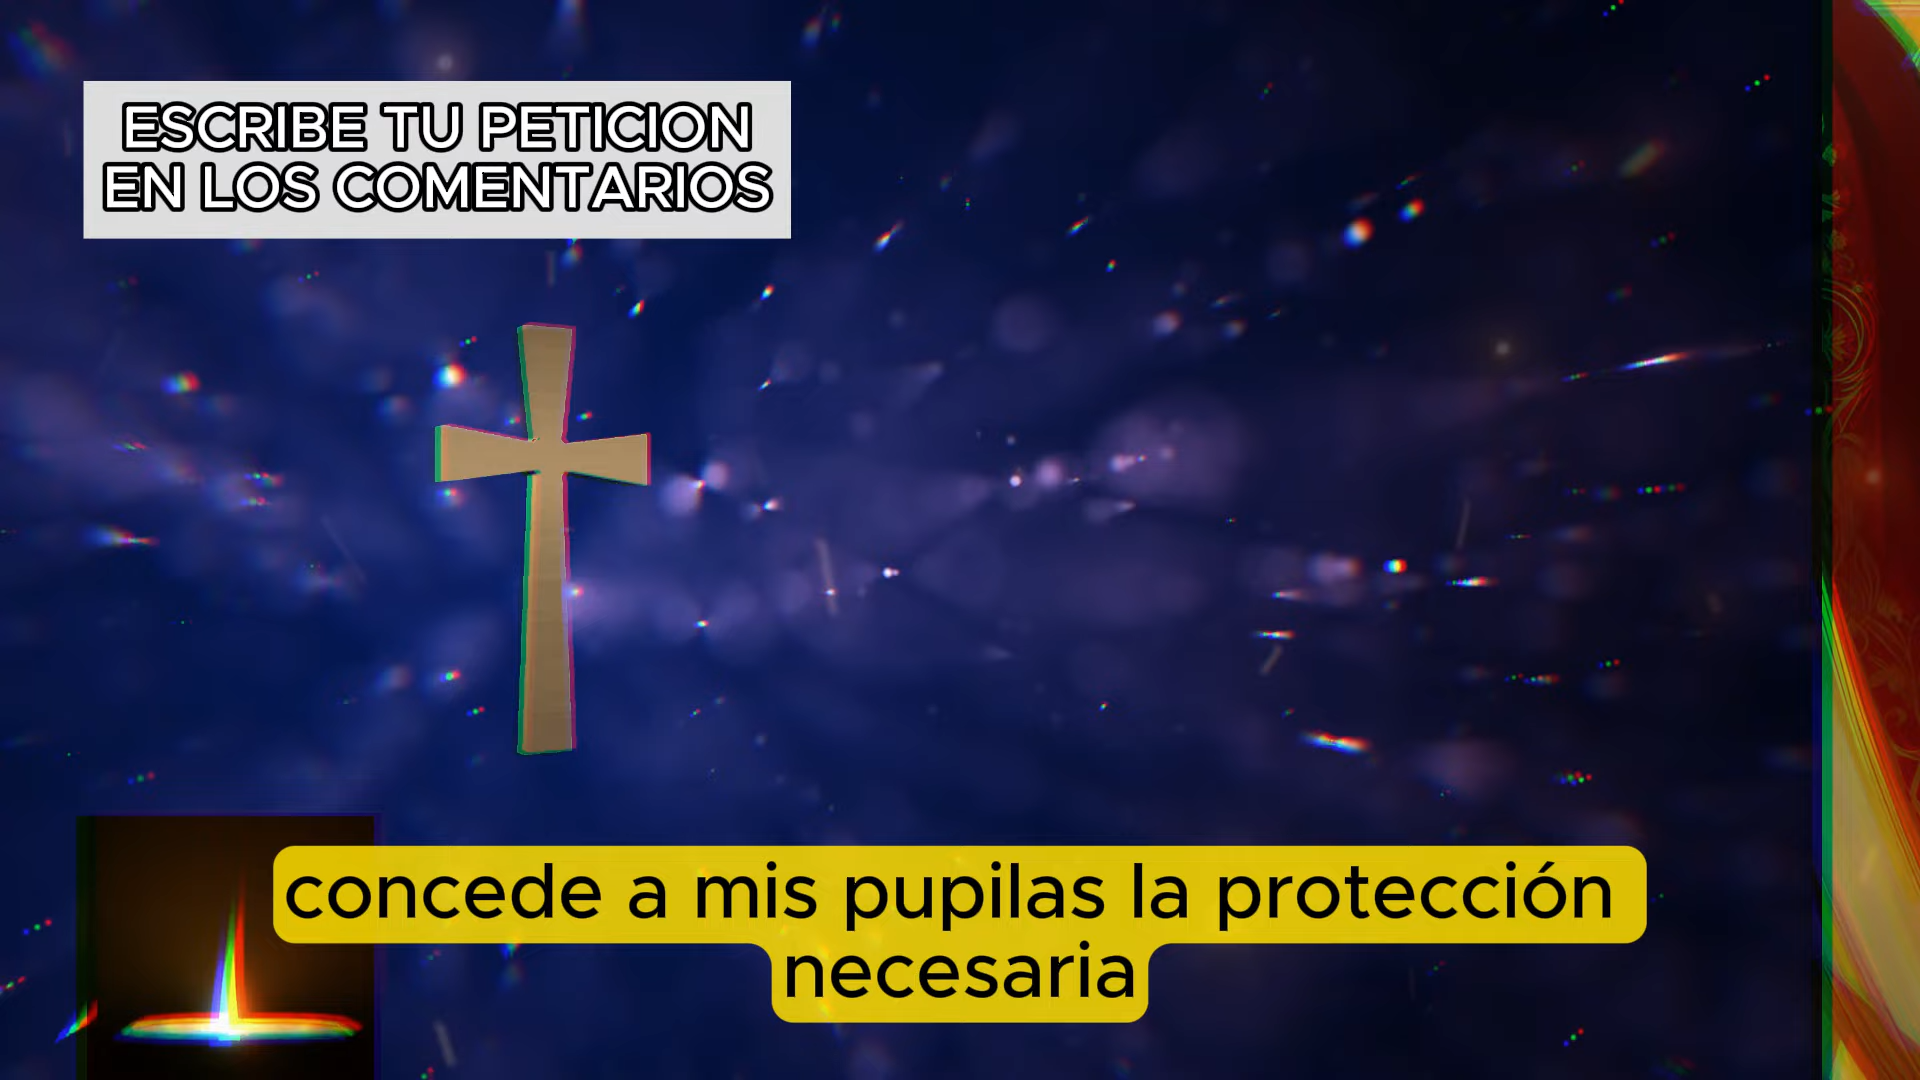 ESCRIBE TU PETICION
EN LOS COMENTARIOS
concede a mis pupilas la protección
necesaria